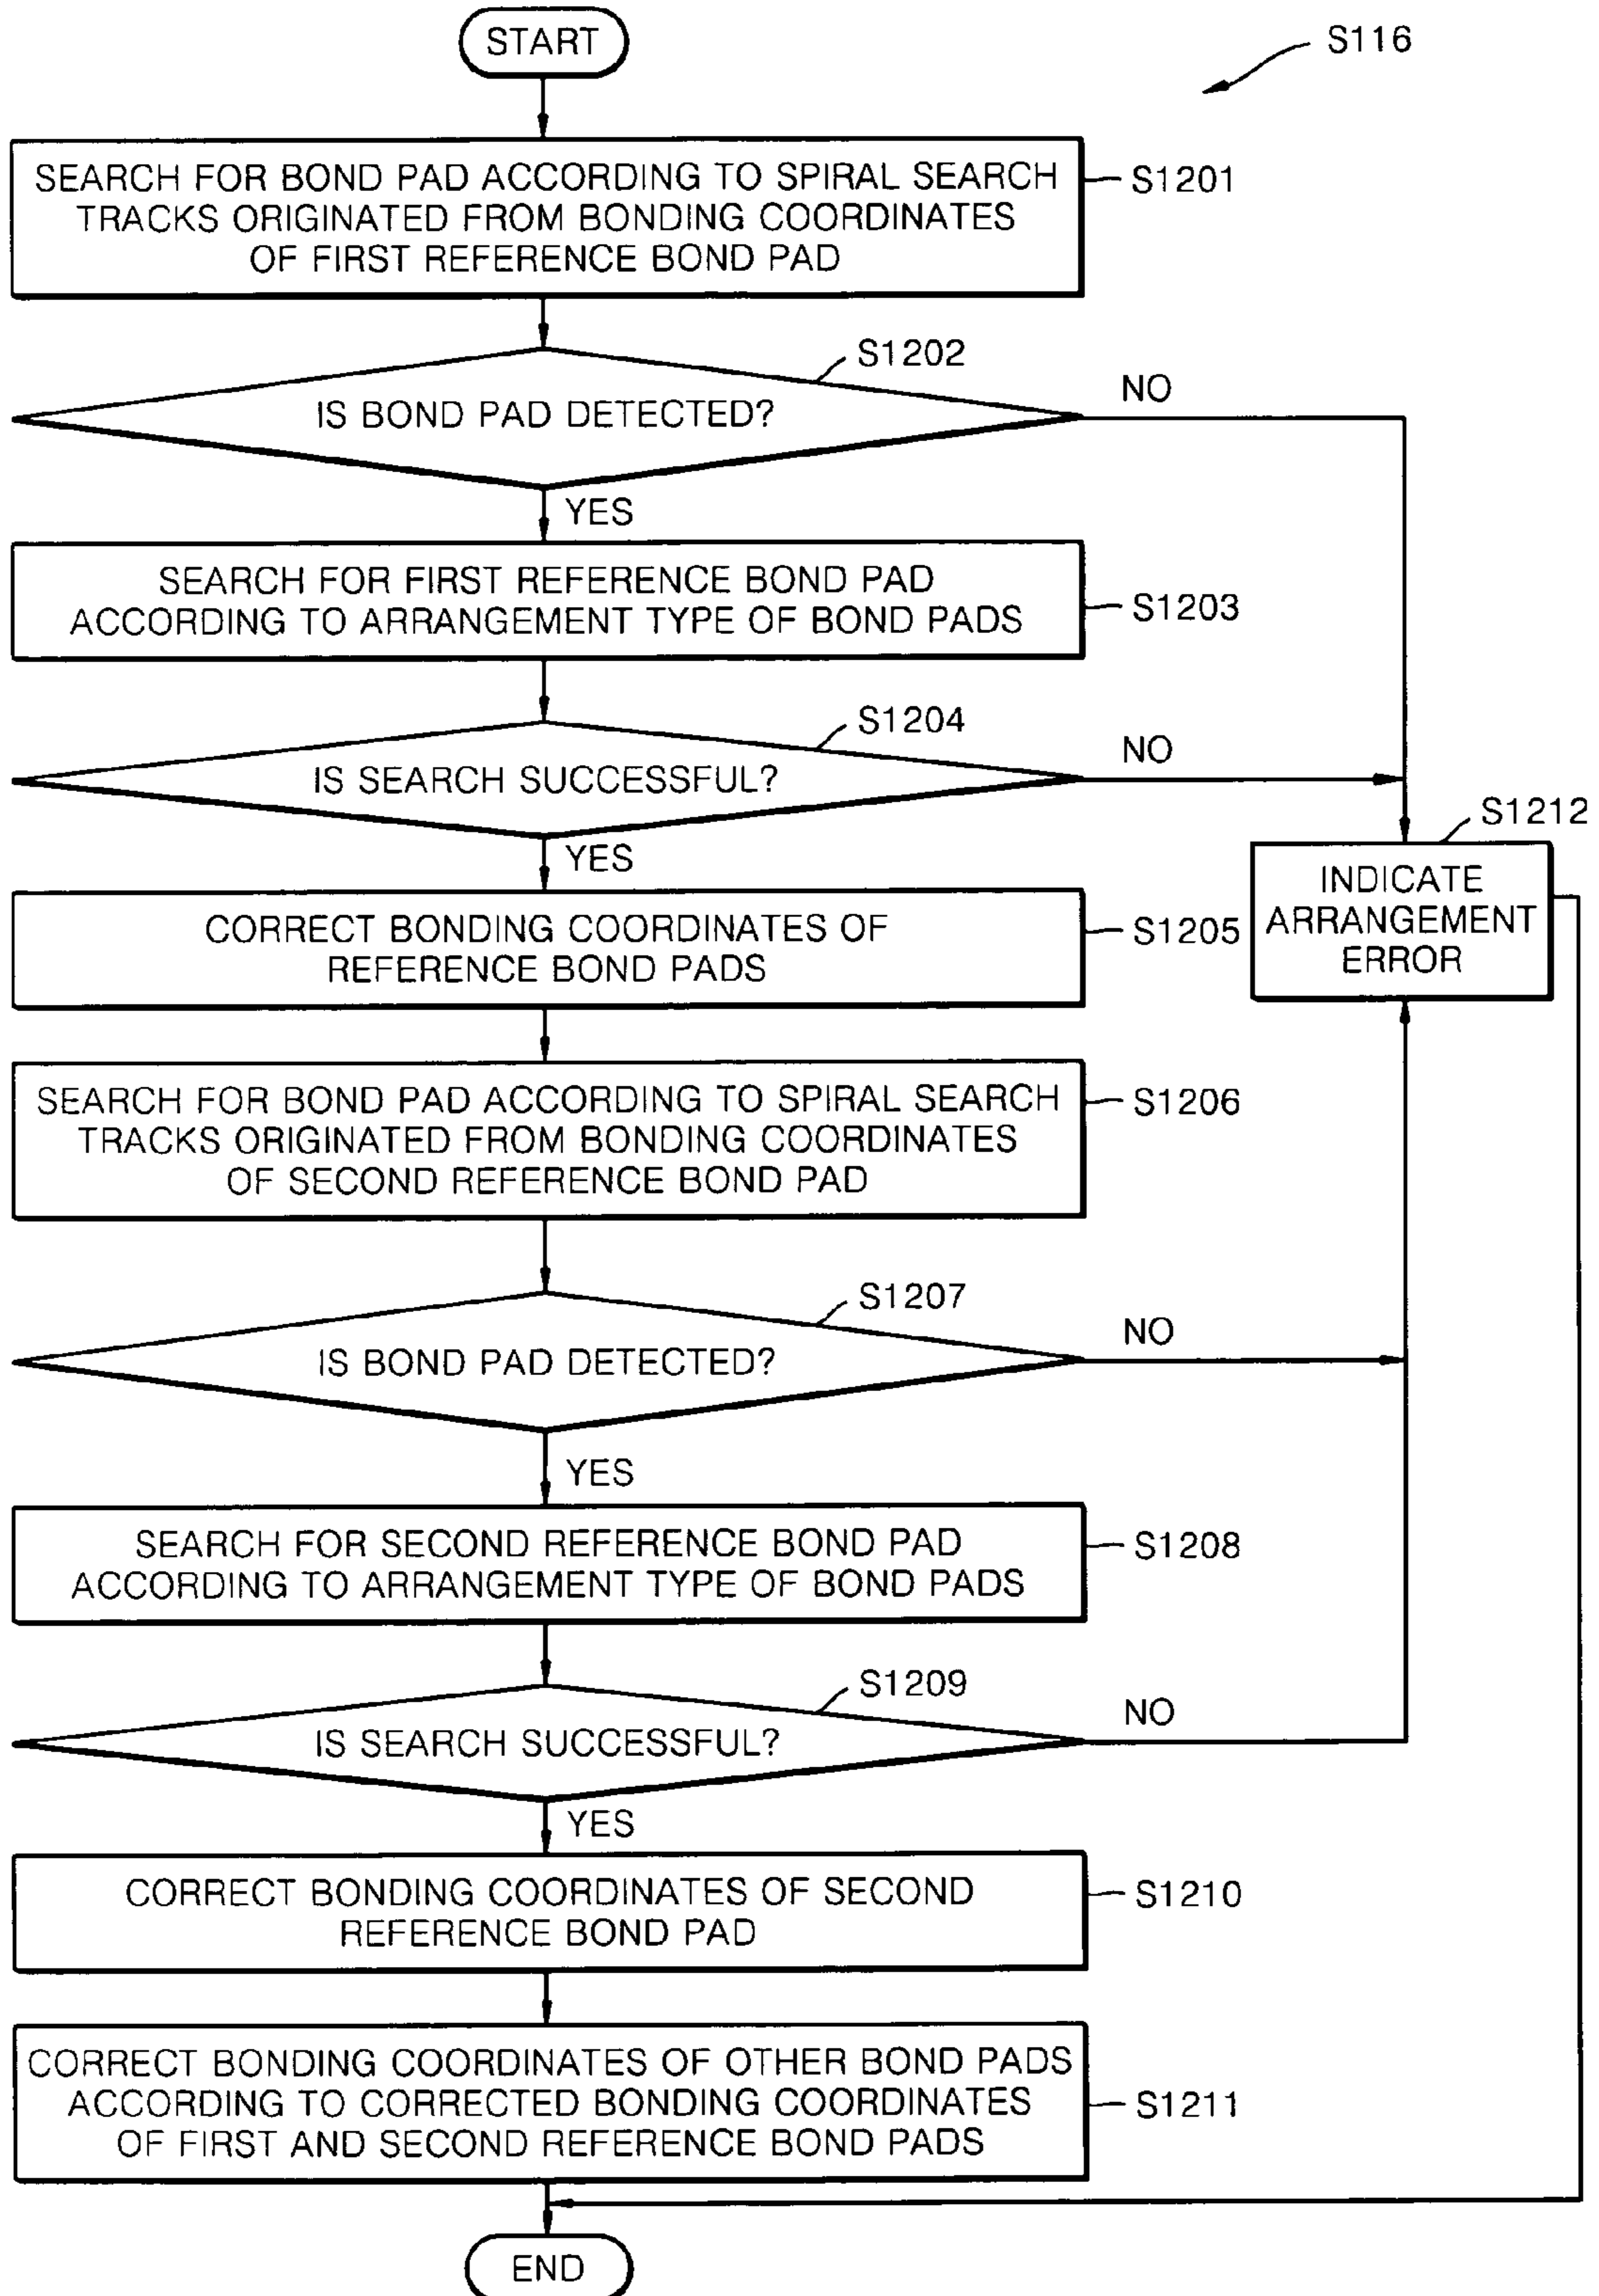 START
S116
SEARCH FOR BOND PAD ACCORDING TO SPIRAL SEARCH
TRACKS ORIGINATED FROM BONDING COORDINATES
OF FIRST REFERENCE BOND PAD
S1201
S1202
IS BOND PAD DETECTED?
NO
YES
SEARCH FOR FIRST REFERENCE BOND PAD
ACCORDING TO ARRANGEMENT TYPE OF BOND PADS
S1203
S1204
IS SEARCH SUCCESSFUL?
NO
YES
S1212
INDICATE
ARRANGEMENT
ERROR
CORRECT BONDING COORDINATES OF
REFERENCE BOND PADS
S1205
SEARCH FOR BOND PAD ACCORDING TO SPIRAL SEARCH
TRACKS ORIGINATED FROM BONDING COORDINATES
OF SECOND REFERENCE BOND PAD
S1206
S1207
IS BOND PAD DETECTED?
NO
YES
SEARCH FOR SECOND REFERENCE BOND PAD
ACCORDING TO ARRANGEMENT TYPE OF BOND PADS
S1208
S1209
IS SEARCH SUCCESSFUL?
NO
YES
CORRECT BONDING COORDINATES OF SECOND
REFERENCE BOND PAD
S1210
CORRECT BONDING COORDINATES OF OTHER BOND PADS
ACCORDING TO CORRECTED BONDING COORDINATES
OF FIRST AND SECOND REFERENCE BOND PADS
S1211
END